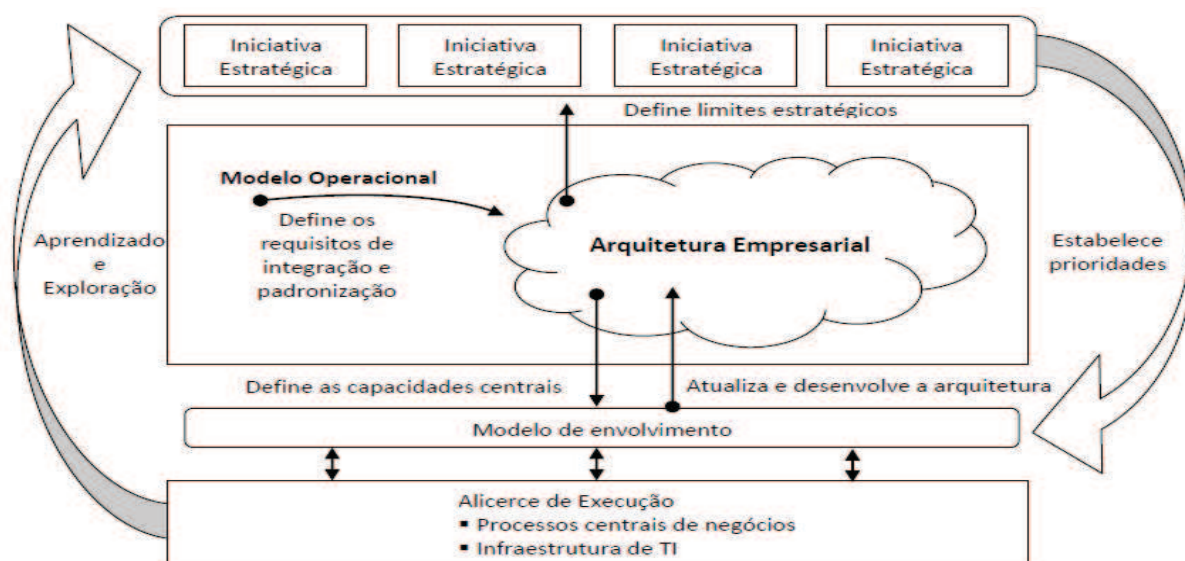 Iniciativa
Estratégica
Iniciativa
Estratégica
Iniciativa
Estratégica
Iniciativa
Estratégica
Define limites estratégicos
Modelo Operacional
Define os
requisitos de
integração e
padronização
Arquitetura Empresarial
Aprendizado
e
Exploração
Estabelece
prioridades
Define as capacidades centrais
Atualiza e desenvolve a arquitetura
Modelo de envolvimento
Alicerce de Execução
▪ Processos centrais de negócios
▪ Infraestrutura de TI